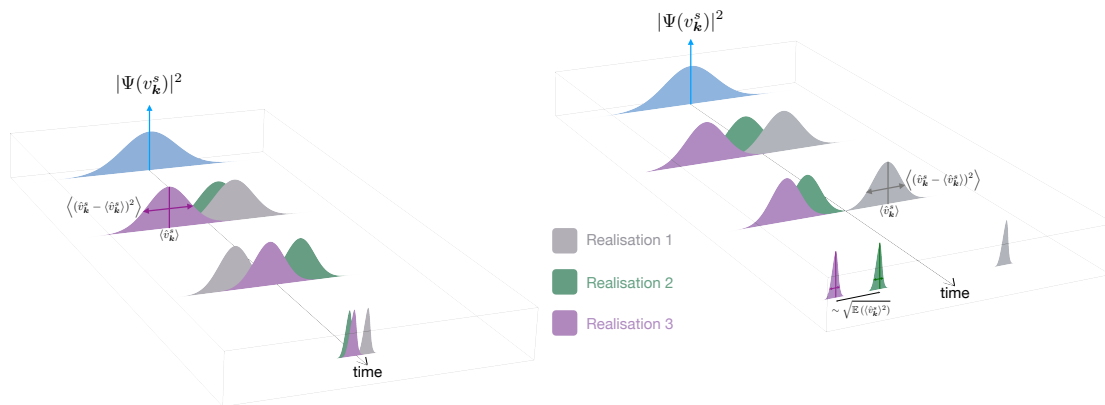 |Ψ(v^s_k)|²
⟨(v̂^s_k − ⟨v̂^s_k⟩)²⟩
⟨v̂^s_k⟩
time
Realisation 1
Realisation 2
Realisation 3
|Ψ(v^s_k)|²
⟨(v̂^s_k − ⟨v̂^s_k⟩)²⟩
⟨v̂^s_k⟩
time
∼ √𝔼(⟨v̂^s_k⟩²)